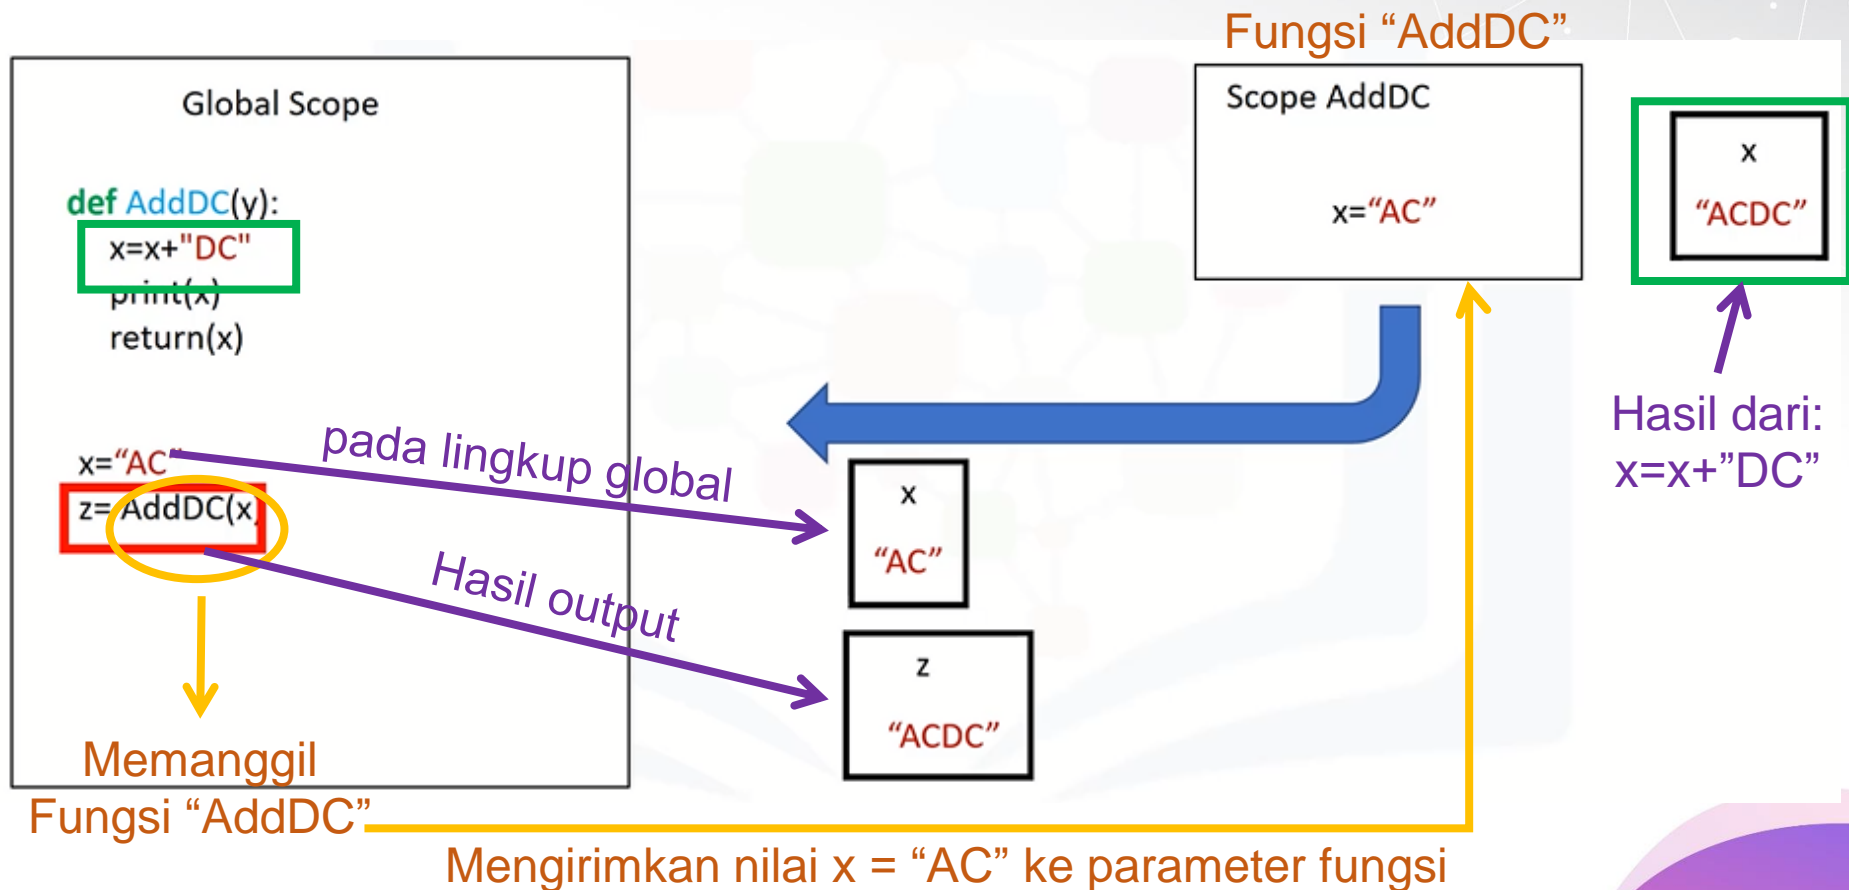 Fungsi “AddDC”
Global Scope
def AddDC(y):
x=x+"DC"
print(x)
return(x)
x=“AC”
z= AddDC(x)
Memanggil
Fungsi “AddDC”
Mengirimkan nilai x = “AC” ke parameter fungsi
pada lingkup global
Hasil output
x
“AC”
z
“ACDC”
Scope AddDC
x=“AC”
x
“ACDC”
Hasil dari:
x=x+”DC”